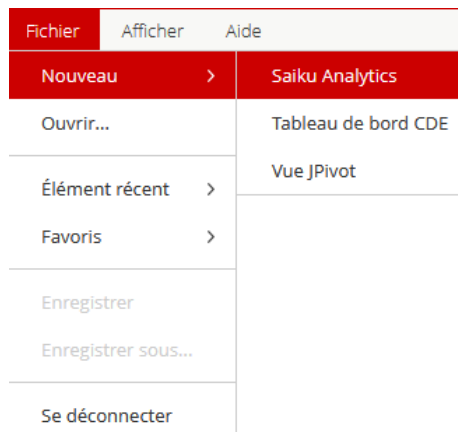 Fichier Afficher Aide
Nouveau > Saiku Analytics
Ouvrir... Tableau de bord CDE
Vue JPivot
Élément récent >
Favoris >
Enregistrer
Enregistrer sous...
Se déconnecter